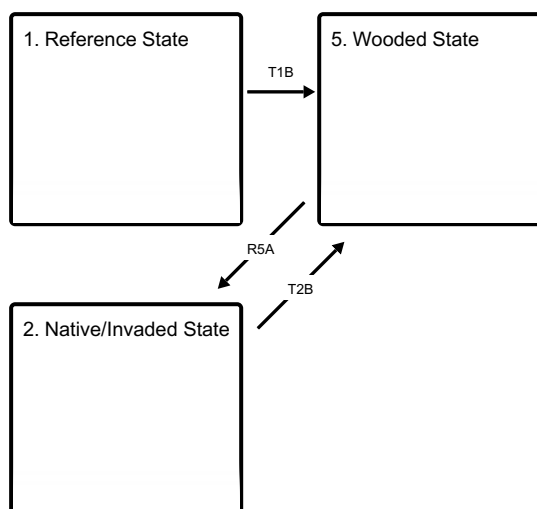 1. Reference State
5. Wooded State
T1B
R5A
T2B
2. Native/Invaded State